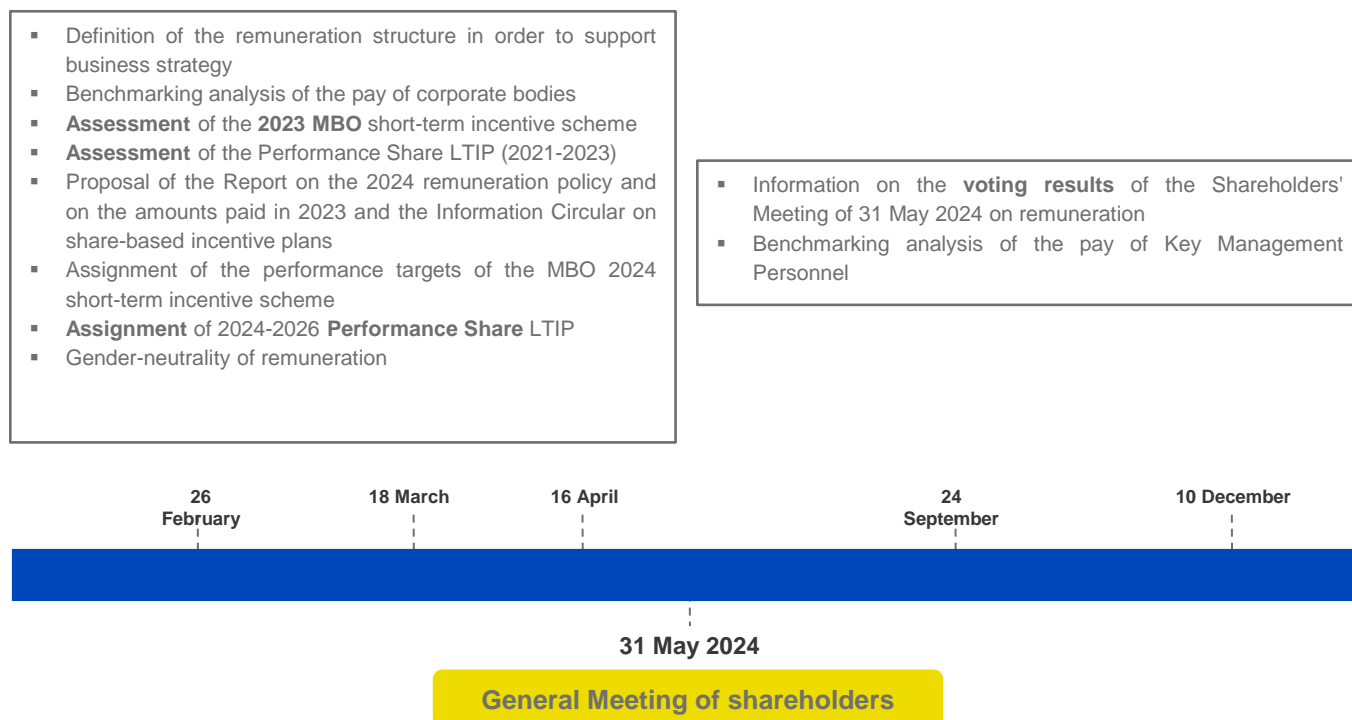 ▪ Definition of the remuneration structure in order to support
business strategy
▪ Benchmarking analysis of the pay of corporate bodies
▪ Assessment of the 2023 MBO short-term incentive scheme
▪ Assessment of the Performance Share LTIP (2021-2023)
▪ Proposal of the Report on the 2024 remuneration policy and
on the amounts paid in 2023 and the Information Circular on
share-based incentive plans
▪ Assignment of the performance targets of the MBO 2024
short-term incentive scheme
▪ Assignment of 2024-2026 Performance Share LTIP
▪ Gender-neutrality of remuneration
▪ Information on the voting results of the Shareholders'
Meeting of 31 May 2024 on remuneration
▪ Benchmarking analysis of the pay of Key Management
Personnel
26
February
18 March
16 April
24
September
10 December
31 May 2024
General Meeting of shareholders